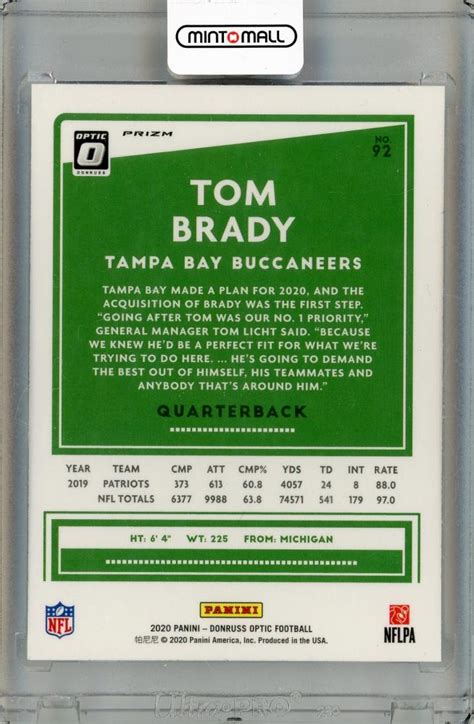 MINTOMALL
OPTIC
DONRUSS
PRIZM
NO.
92
TOM
BRADY
TAMPA BAY BUCCANEERS
TAMPA BAY MADE A PLAN FOR 2020, AND THE
ACQUISITION OF BRADY WAS THE FIRST STEP.
“GOING AFTER TOM WAS OUR NO. 1 PRIORITY,”
GENERAL MANAGER TOM LICHT SAID. “BECAUSE
WE KNEW HE’D BE A PERFECT FIT FOR WHAT WE’RE
TRYING TO DO HERE. ... HE’S GOING TO DEMAND
THE BEST OUT OF HIMSELF, HIS TEAMMATES AND
ANYBODY THAT’S AROUND HIM.”
QUARTERBACK
YEAR TEAM CMP ATT CMP% YDS TD INT RATE
2019 PATRIOTS 373 613 60.8 4057 24 8 88.0
NFL TOTALS 6377 9988 63.8 74571 541 179 97.0
HT: 6' 4" WT: 225 FROM: MICHIGAN
NFL
PANINI
NFLPA
2020 PANINI – DONRUSS OPTIC FOOTBALL
帕尼尼 © 2020 Panini America, Inc. Produced in the USA.